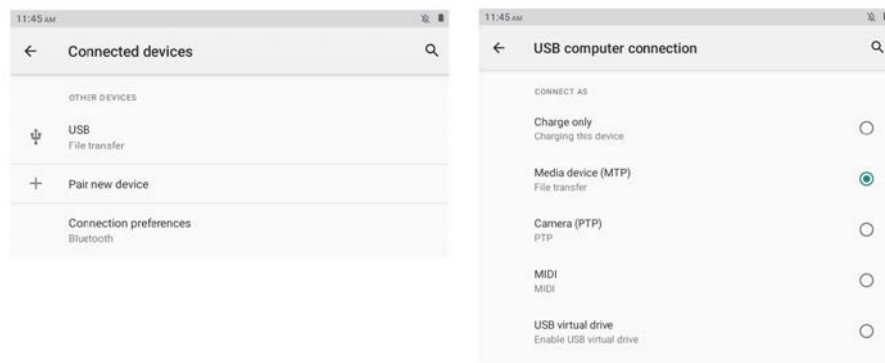 11:45 AM
Connected devices
OTHER DEVICES
USB
File transfer
Pair new device
Connection preferences
Bluetooth
11:45 AM
USB computer connection
CONNECT AS
Charge only
Charging this device
Media device (MTP)
File transfer
Camera (PTP)
PTP
MIDI
MIDI
USB virtual drive
Enable USB virtual drive